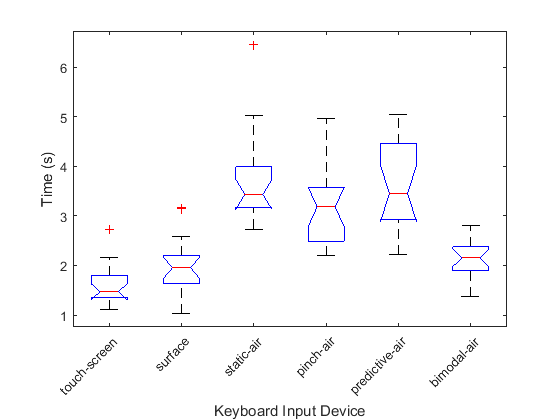 6
5
4
3
2
1
Time (s)
touch-screen
surface
static-air
pinch-air
predictive-air
bimodal-air
Keyboard Input Device